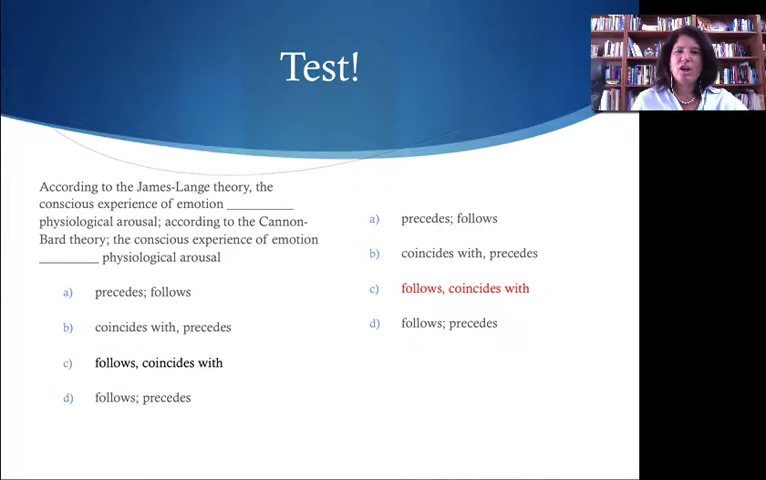 Test!
According to the James-Lange theory, the
conscious experience of emotion __________
physiological arousal; according to the Cannon-
Bard theory; the conscious experience of emotion
_________ physiological arousal
a) precedes; follows
b) coincides with, precedes
c) follows, coincides with
d) follows; precedes
a) precedes; follows
b) coincides with, precedes
c) follows, coincides with
d) follows; precedes